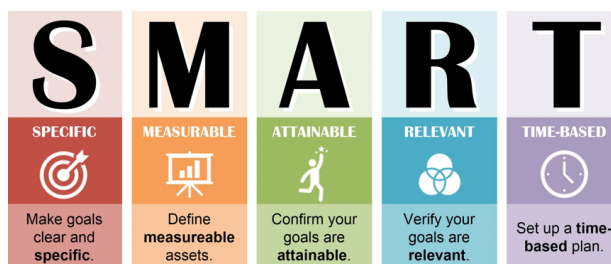 S M A R T
SPECIFIC MEASURABLE ATTAINABLE RELEVANT TIME-BASED
Make goals
clear and
specific.
Define
measureable
assets.
Confirm your
goals are
attainable.
Verify your
goals are
relevant.
Set up a time-
based plan.